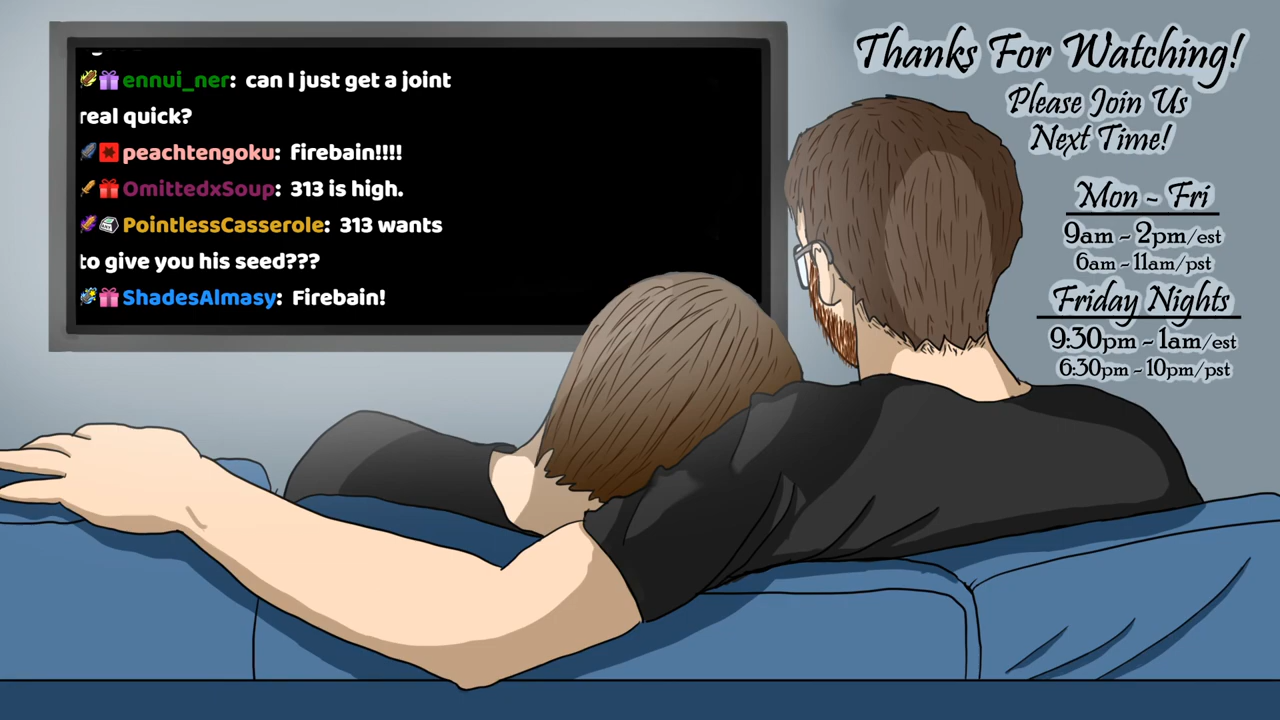 ennui_ner: can I just get a joint
real quick?
peachtengoku: firebain!!!!
OmittedxSoup: 313 is high.
PointlessCasserole: 313 wants
to give you his seed???
ShadesAlmasy: Firebain!
Thanks For Watching!
Please Join Us
Next Time!
Mon - Fri
9am - 2pm/est
6am - 11am/pst
Friday Nights
9:30pm - 1am/est
6:30pm - 10pm/pst